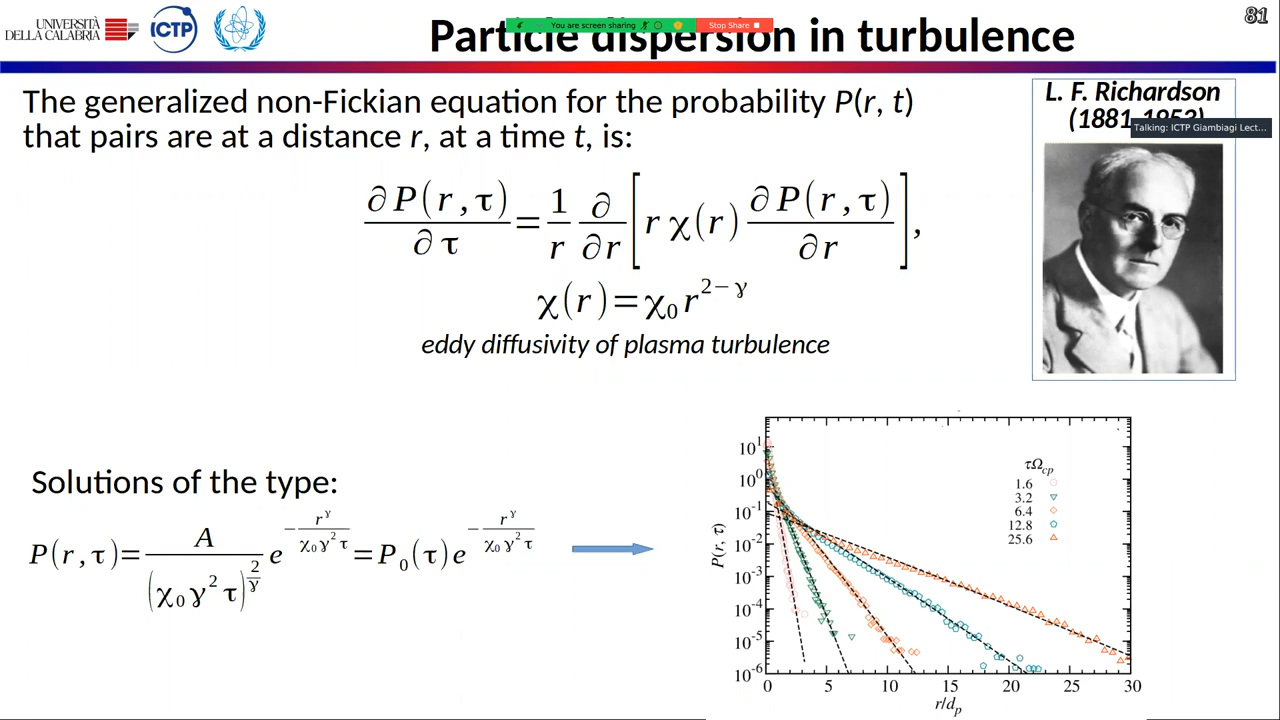 UNIVERSITÀ
DELLA CALABRIA
ICTP
You are screen sharing
Stop Share
81
Particle dispersion in turbulence
The generalized non-Fickian equation for the probability P(r, t)
that pairs are at a distance r, at a time t, is:
L. F. Richardson
(1881-1953)
Talking: ICTP Giambiagi Lect...
∂P(r,τ)/∂τ = 1/r ∂/∂r [r χ(r) ∂P(r,τ)/∂r],
χ(r)=χ₀ r^{2−γ}
eddy diffusivity of plasma turbulence
Solutions of the type:
P(r,τ)= A/(χ₀γ²τ)^{2/γ} e^{−r^γ/(χ₀γ²τ)} = P₀(τ)e^{−r^γ/(χ₀γ²τ)}
τΩcp
1.6
3.2
6.4
12.8
25.6
P(r, τ)
10¹
10⁰
10⁻¹
10⁻²
10⁻³
10⁻⁴
10⁻⁵
10⁻⁶
0 5 10 15 20 25 30
r/dp